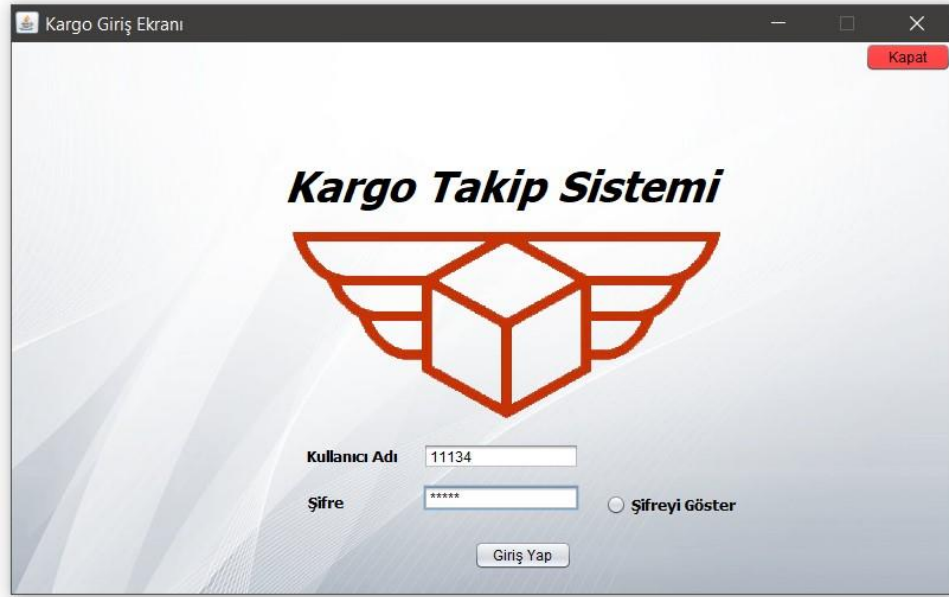 Kargo Giriş Ekranı
Kapat
Kargo Takip Sistemi
Kullanıcı Adı 11134
Şifre *****
Şifreyi Göster
Giriş Yap